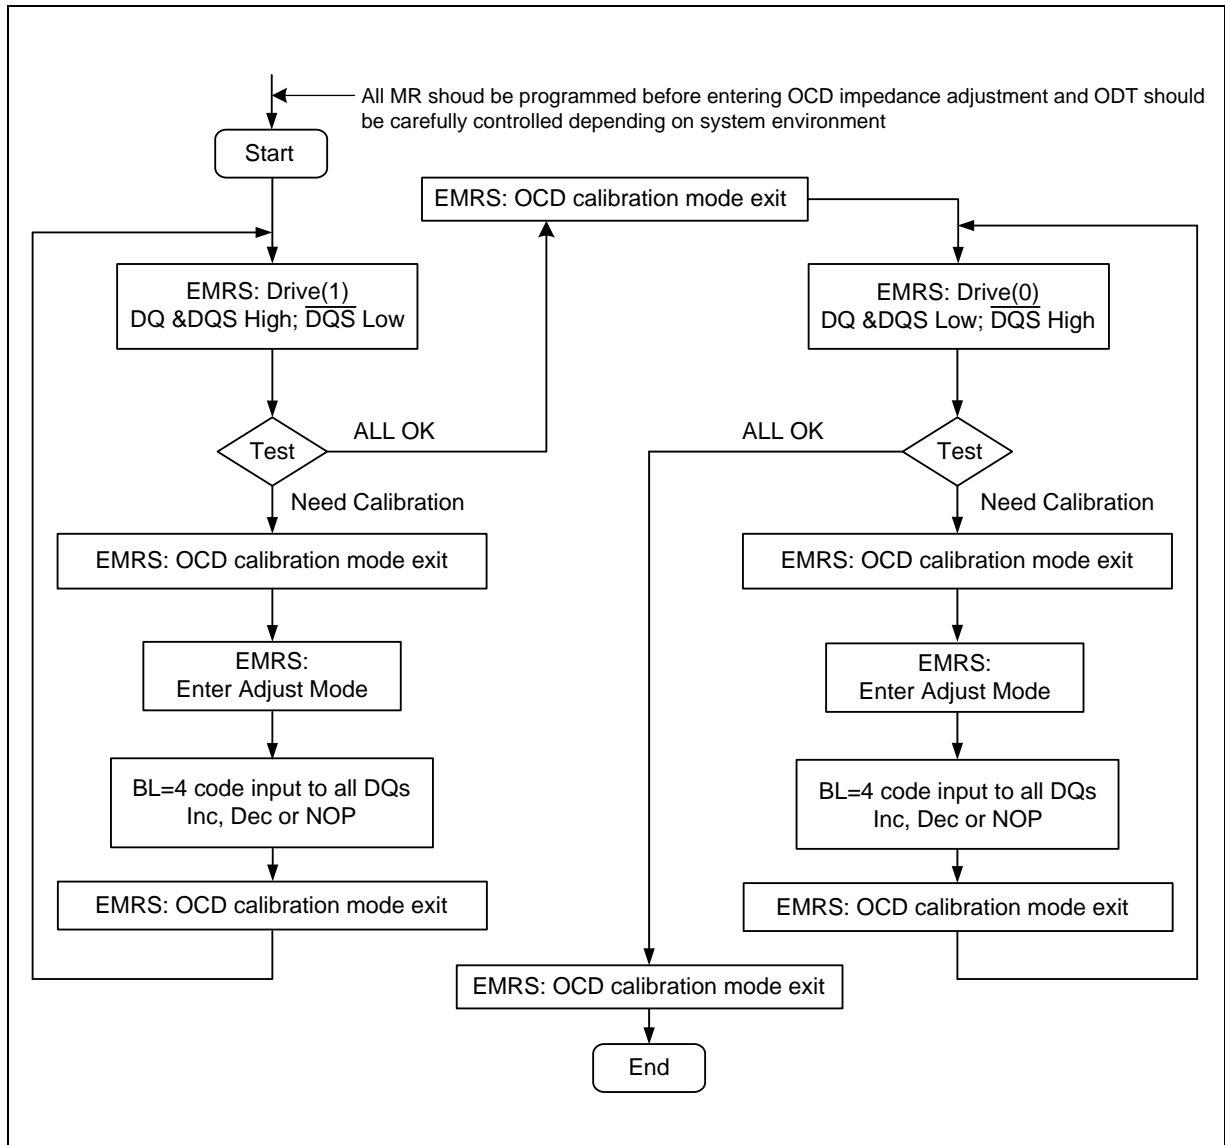 All MR shoud be programmed before entering OCD impedance adjustment and ODT should
be carefully controlled depending on system environment
Start
EMRS: OCD calibration mode exit
EMRS: Drive(1)
DQ &DQS High; D̅Q̅S̅ Low
Test
ALL OK
Need Calibration
EMRS: OCD calibration mode exit
EMRS:
Enter Adjust Mode
BL=4 code input to all DQs
Inc, Dec or NOP
EMRS: OCD calibration mode exit
EMRS: Drive(0)
DQ &DQS Low; D̅Q̅S̅ High
ALL OK
Test
Need Calibration
EMRS: OCD calibration mode exit
EMRS:
Enter Adjust Mode
BL=4 code input to all DQs
Inc, Dec or NOP
EMRS: OCD calibration mode exit
EMRS: OCD calibration mode exit
End